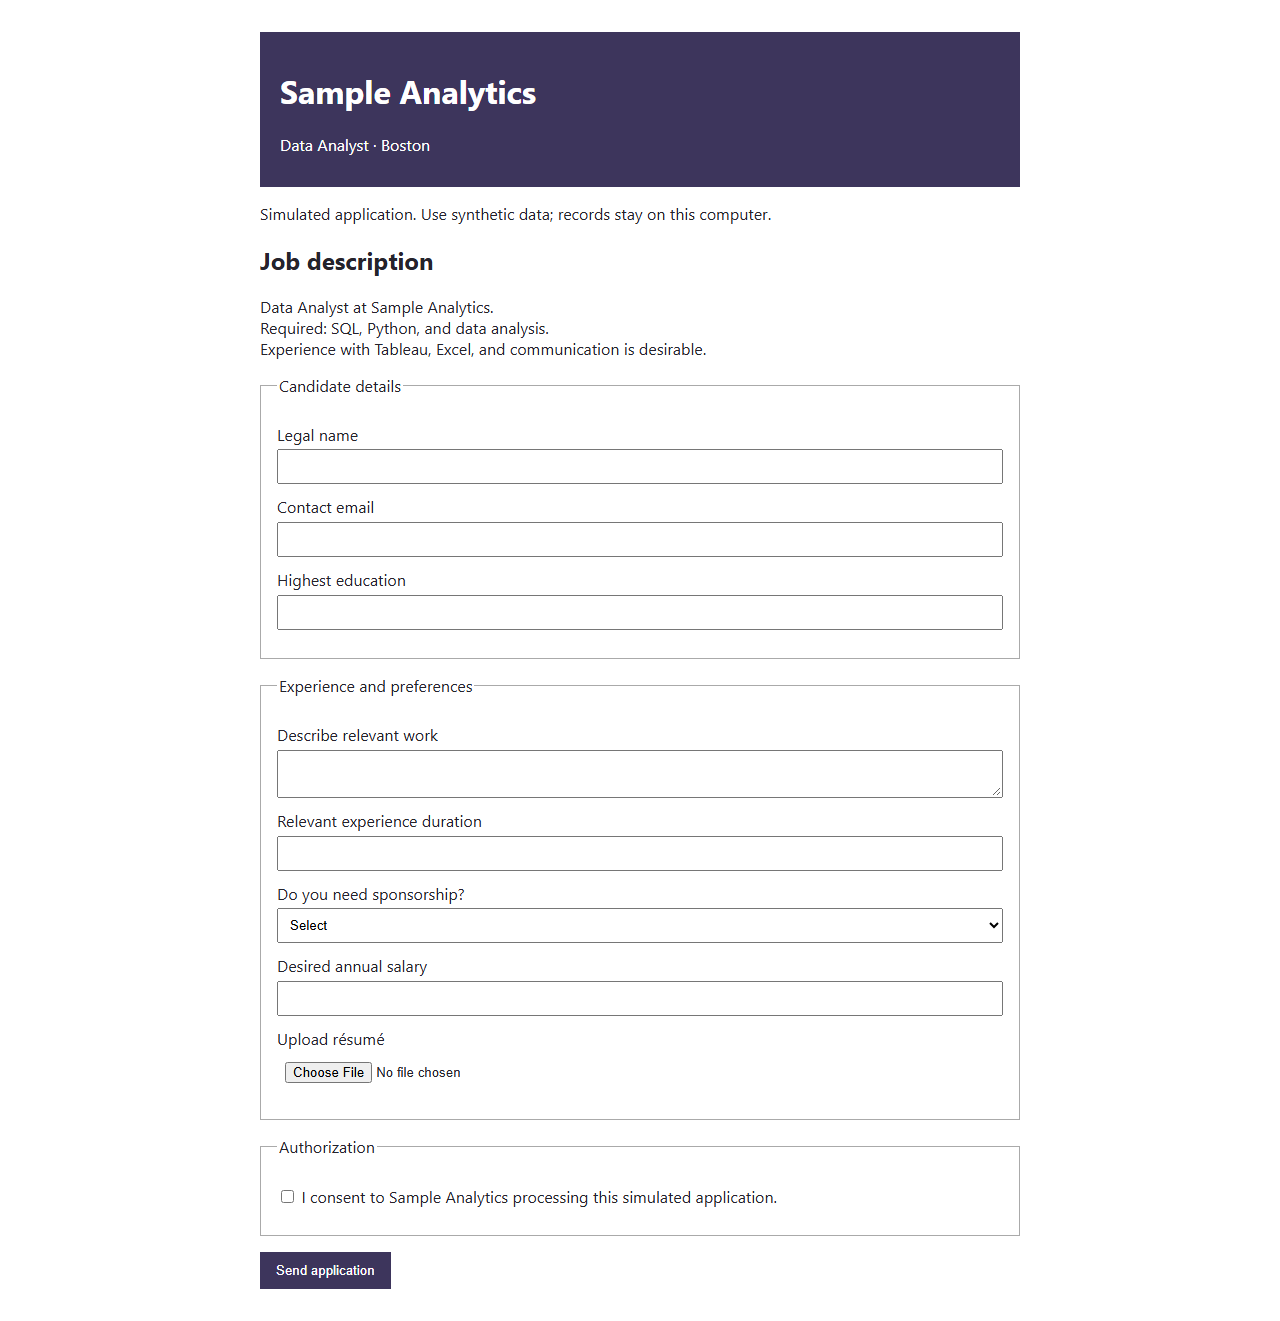 Sample Analytics
Data Analyst · Boston
Simulated application. Use synthetic data; records stay on this computer.
Job description
Data Analyst at Sample Analytics.
Required: SQL, Python, and data analysis.
Experience with Tableau, Excel, and communication is desirable.
Candidate details
Legal name
Contact email
Highest education
Experience and preferences
Describe relevant work
Relevant experience duration
Do you need sponsorship?
Select
Desired annual salary
Upload résumé
Choose File No file chosen
Authorization
I consent to Sample Analytics processing this simulated application.
Send application